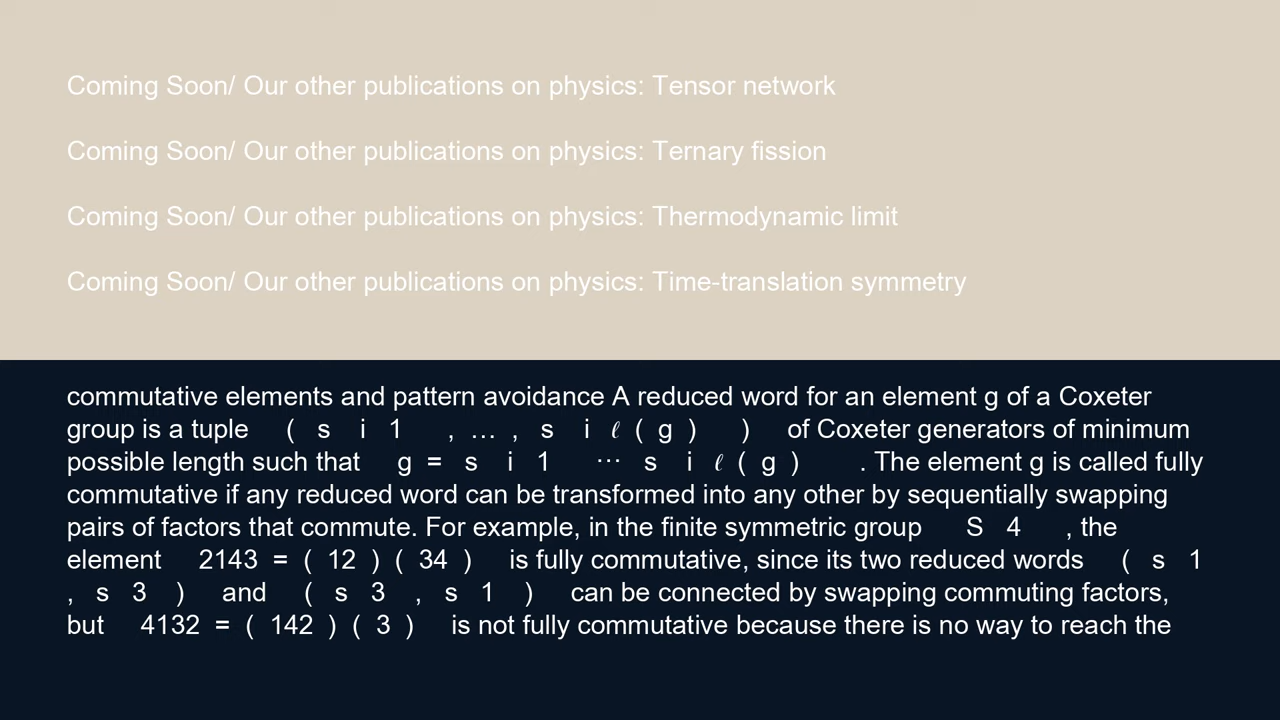 Coming Soon/ Our other publications on physics: Tensor network
Coming Soon/ Our other publications on physics: Ternary fission
Coming Soon/ Our other publications on physics: Thermodynamic limit
Coming Soon/ Our other publications on physics: Time-translation symmetry
commutative elements and pattern avoidance A reduced word for an element g of a Coxeter
group is a tuple ( s i 1 , … , s i ℓ ( g ) ) of Coxeter generators of minimum
possible length such that g = s i 1 ⋯ s i ℓ ( g ) . The element g is called fully
commutative if any reduced word can be transformed into any other by sequentially swapping
pairs of factors that commute. For example, in the finite symmetric group S 4 , the
element 2143 = ( 12 ) ( 34 ) is fully commutative, since its two reduced words ( s 1
, s 3 ) and ( s 3 , s 1 ) can be connected by swapping commuting factors,
but 4132 = ( 142 ) ( 3 ) is not fully commutative because there is no way to reach the